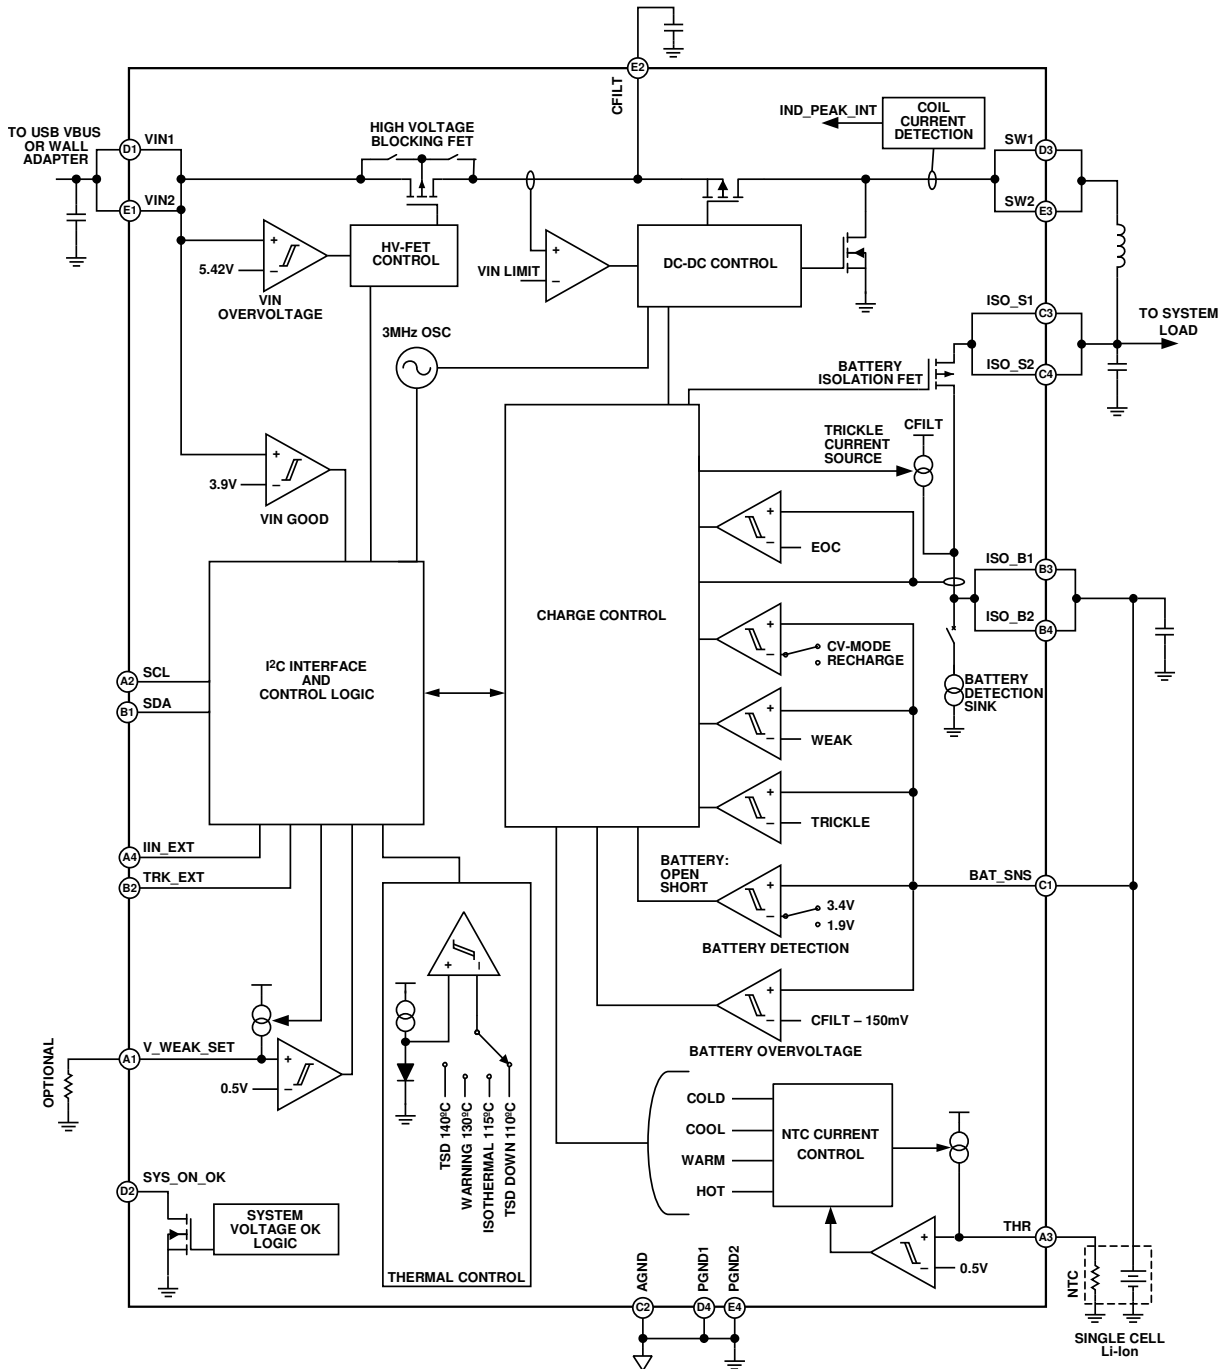 E2
CFILT
IND_PEAK_INT
COIL
CURRENT
DETECTION
TO USB VBUS
OR WALL
ADAPTER
D1
VIN1
HIGH VOLTAGE
BLOCKING FET
SW1
D3
E1
VIN2
SW2
E3
+
–
5.42V
VIN
OVERVOLTAGE
HV-FET
CONTROL
+
–
VIN LIMIT
DC-DC CONTROL
3MHz OSC
ISO_S1
C3
TO SYSTEM
LOAD
ISO_S2
C4
BATTERY
ISOLATION FET
TRICKLE
CURRENT
SOURCE
CFILT
+
–
3.9V
VIN GOOD
+
–
EOC
ISO_B1
B3
ISO_B2
B4
CHARGE CONTROL
+
–
CV-MODE
RECHARGE
BATTERY
DETECTION
SINK
I2C INTERFACE
AND
CONTROL LOGIC
A2
SCL
B1
SDA
+
–
WEAK
+
–
TRICKLE
A4
IIN_EXT
B2
TRK_EXT
BATTERY:
OPEN
SHORT
+
–
3.4V
1.9V
BATTERY DETECTION
BAT_SNS
C1
+
–
CFILT – 150mV
BATTERY OVERVOLTAGE
OPTIONAL
A1
V_WEAK_SET
+
–
0.5V
+
–
TSD 140ºC
WARNING 130ºC
ISOTHERMAL 115ºC
TSD DOWN 110ºC
THERMAL CONTROL
COLD
COOL
WARM
HOT
NTC CURRENT
CONTROL
D2
SYS_ON_OK
SYSTEM
VOLTAGE OK
LOGIC
+
–
0.5V
THR
A3
NTC
SINGLE CELL
Li-Ion
AGND
PGND1
PGND2
C2
D4
E4